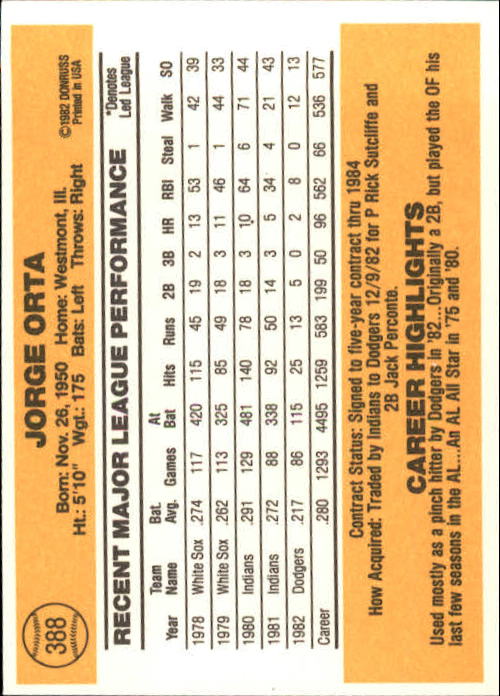 388
JORGE ORTA
Born: Nov. 26, 1950 Home: Westmont, Ill.
Ht.: 5'10" Wgt.: 175 Bats: Left Throws: Right
©1982 DONRUSS
Printed in USA
RECENT MAJOR LEAGUE PERFORMANCE
*Denotes
Led League
Year Team Name Bat. Avg. Games At Bat Hits Runs 2B 3B HR RBI Steal Walk SO
1978 White Sox .274 117 420 115 45 19 2 13 53 1 42 39
1979 White Sox .262 113 325 85 49 18 3 11 46 1 44 33
1980 Indians .291 129 481 140 78 18 3 10 64 6 71 44
1981 Indians .272 88 338 92 50 14 3 5 34 4 21 43
1982 Dodgers .217 86 115 25 13 5 0 2 8 0 12 13
Career .280 1293 4495 1259 583 199 50 96 562 66 536 577
Contract Status: Signed to five-year contract thru 1984
How Acquired: Traded by Indians to Dodgers 12/9/82 for P Rick Sutcliffe and
2B Jack Perconte.
CAREER HIGHLIGHTS
Used mostly as a pinch hitter by Dodgers in '82....Originally a 2B, but played the OF his
last few seasons in the AL....An AL All Star in '75 and '80.